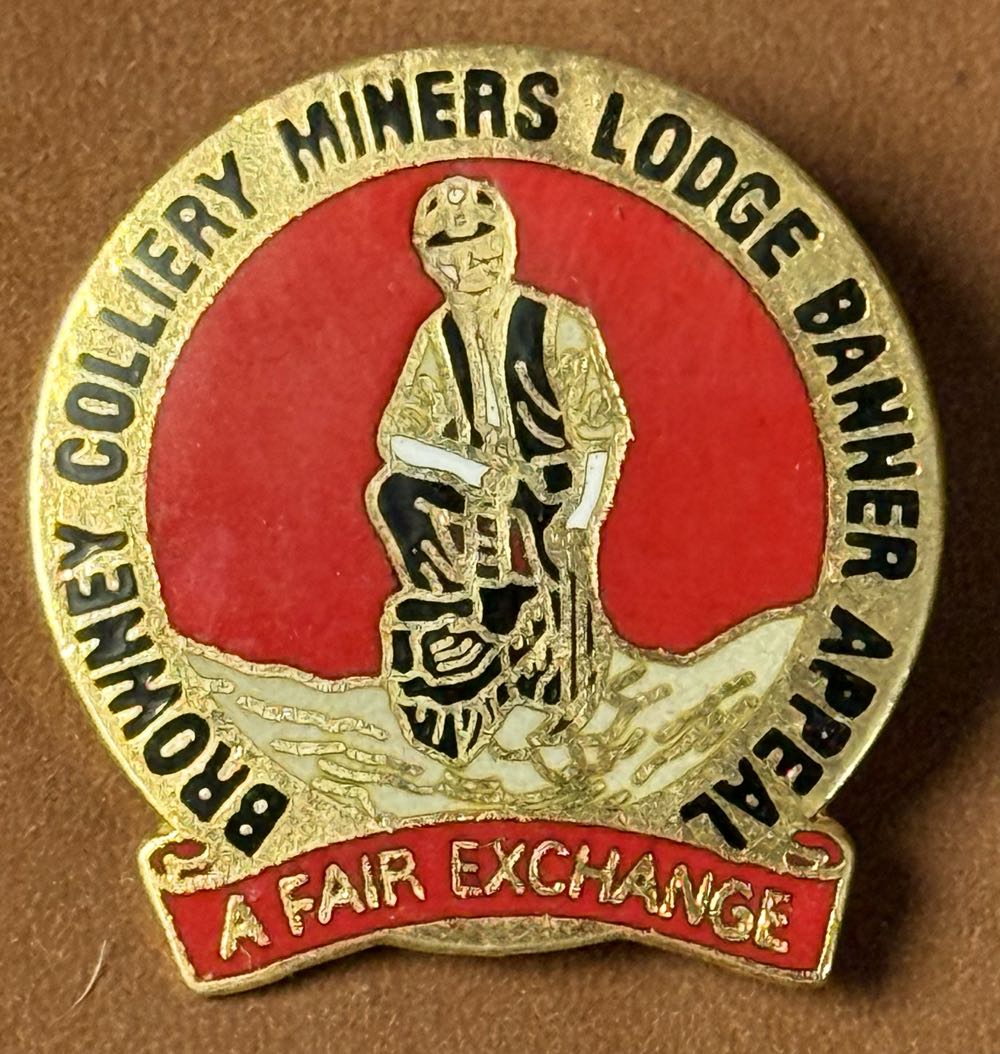 BROWNEY COLLIERY MINERS LODGE BANNER APPEAL
A FAIR EXCHANGE